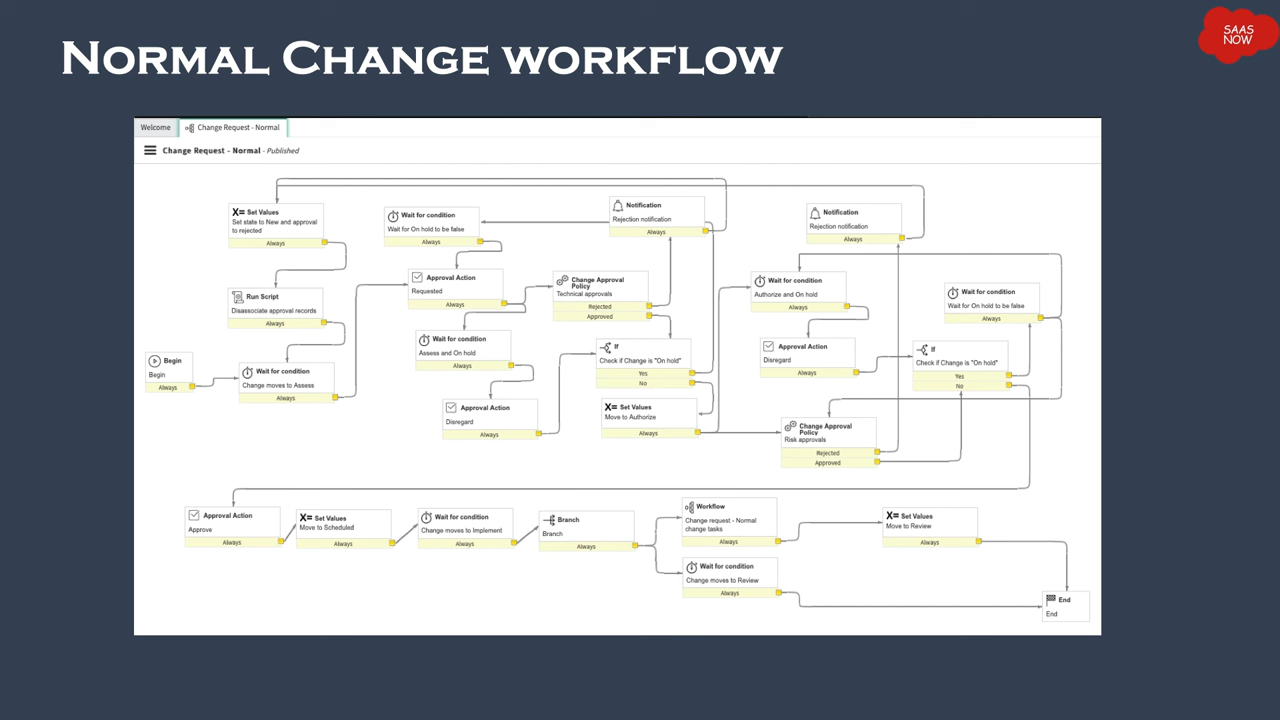 NORMAL CHANGE WORKFLOW
SAAS
NOW
Welcome
Change Request - Normal
Change Request - Normal - Published
X= Set Values
Set state to New and approval
to rejected
Always
Wait for condition
Wait for On hold to be false
Always
Notification
Rejection notification
Always
Notification
Rejection notification
Always
Run Script
Disassociate approval records
Always
Approval Action
Requested
Always
Change Approval
Policy
Technical approvals
Rejected
Approved
Wait for condition
Authorize and On hold
Always
Wait for condition
Wait for On hold to be false
Always
Begin
Begin
Always
Wait for condition
Change moves to Assess
Always
Wait for condition
Assess and On hold
Always
If
Check if Change is "On hold"
Yes
No
Approval Action
Disregard
Always
If
Check if Change is "On hold"
Yes
No
Approval Action
Disregard
Always
X= Set Values
Move to Authorize
Always
Change Approval
Policy
Risk approvals
Rejected
Approved
Approval Action
Approve
Always
X= Set Values
Move to Scheduled
Always
Wait for condition
Change moves to Implement
Always
Branch
Branch
Always
Workflow
Change request - Normal
change tasks
Always
X= Set Values
Move to Review
Always
Wait for condition
Change moves to Review
Always
End
End